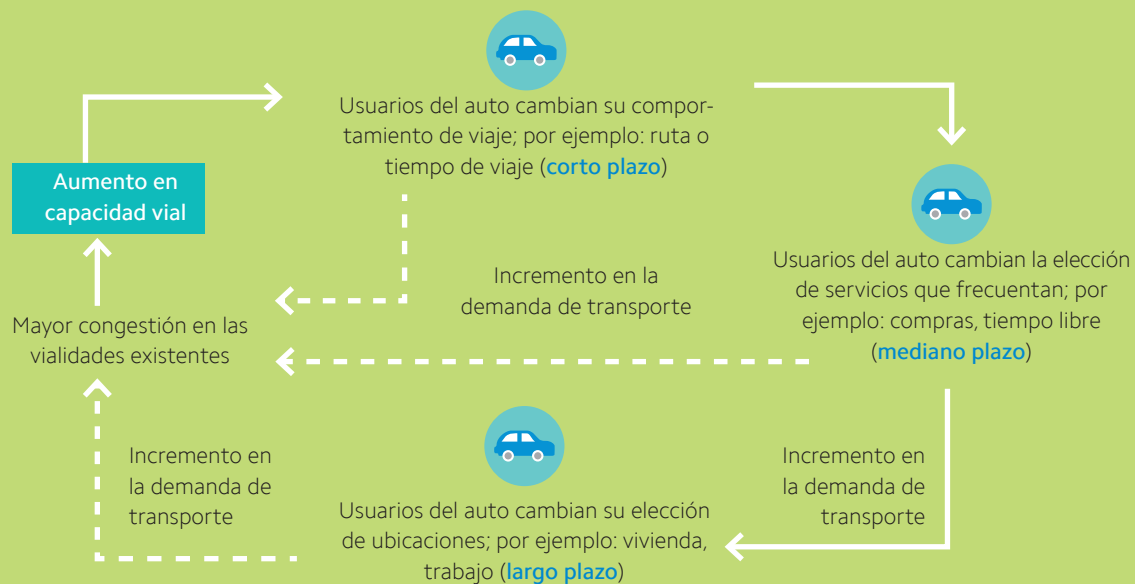 Usuarios del auto cambian su compor-
tamiento de viaje; por ejemplo: ruta o
tiempo de viaje (corto plazo)
Aumento en
capacidad vial
Usuarios del auto cambian la elección
de servicios que frecuentan; por
ejemplo: compras, tiempo libre
(mediano plazo)
Incremento en la
demanda de transporte
Mayor congestión en las
vialidades existentes
Incremento en
la demanda de
transporte
Incremento en
la demanda de
transporte
Usuarios del auto cambian su elección
de ubicaciones; por ejemplo: vivienda,
trabajo (largo plazo)